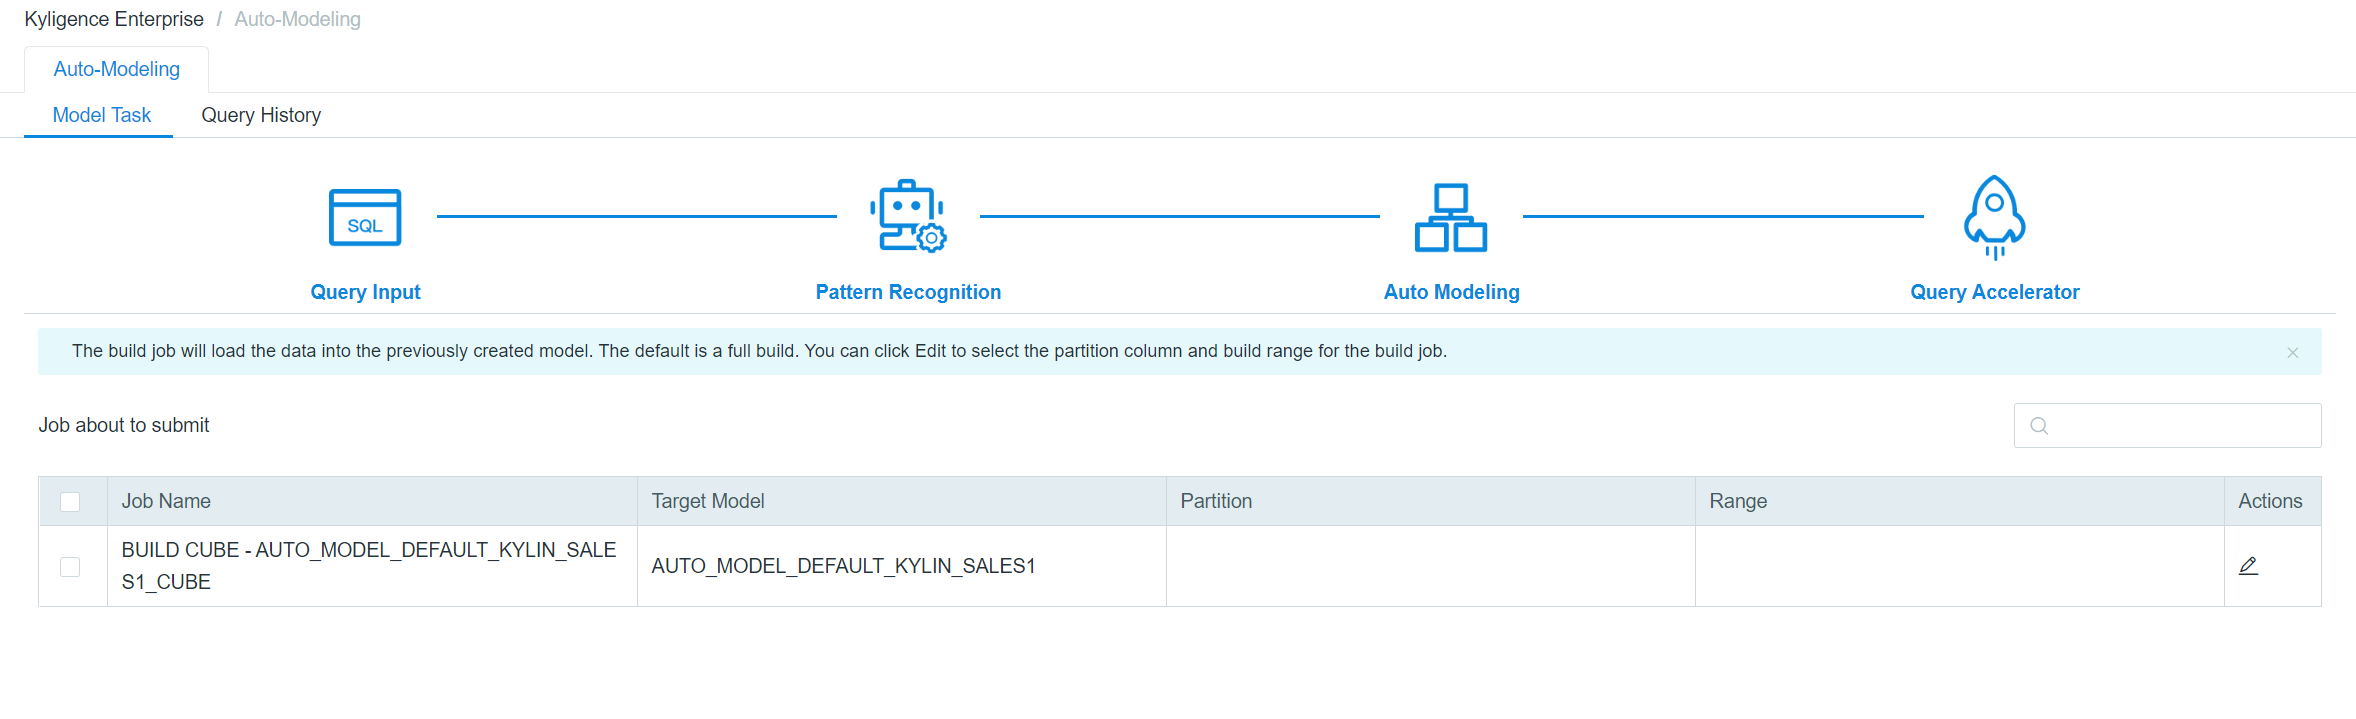 Kyligence Enterprise / Auto-Modeling
Auto-Modeling
Model Task Query History
SQL
Query Input Pattern Recognition Auto Modeling Query Accelerator
The build job will load the data into the previously created model. The default is a full build. You can click Edit to select the partition column and build range for the build job.
Job about to submit
Job Name Target Model Partition Range Actions
BUILD CUBE - AUTO_MODEL_DEFAULT_KYLIN_SALE
S1_CUBE
AUTO_MODEL_DEFAULT_KYLIN_SALES1